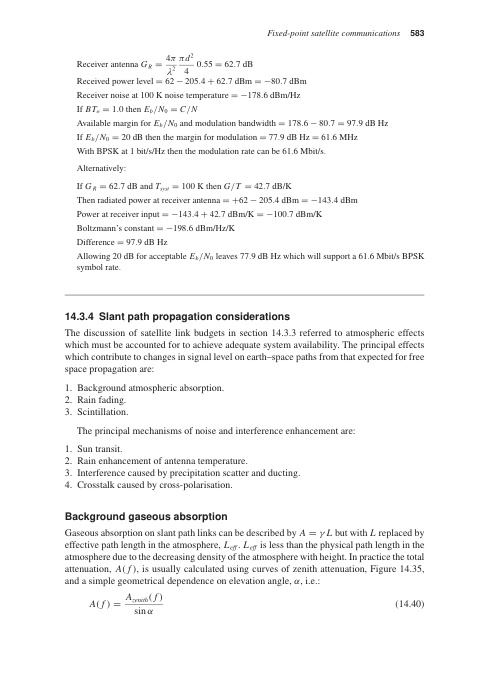 Fixed-point satellite communications 583
Receiver antenna G_R = \frac{4π}{λ^2} \frac{πd^2}{4} 0.55 = 62.7 dB
Received power level = 62 − 205.4 + 62.7 dBm = −80.7 dBm
Receiver noise at 100 K noise temperature = −178.6 dBm/Hz
If BT_o = 1.0 then E_b/N_0 = C/N
Available margin for E_b/N_0 and modulation bandwidth = 178.6 − 80.7 = 97.9 dB Hz
If E_b/N_0 = 20 dB then the margin for modulation = 77.9 dB Hz = 61.6 MHz
With BPSK at 1 bit/s/Hz then the modulation rate can be 61.6 Mbit/s.
Alternatively:
If G_R = 62.7 dB and T_syst = 100 K then G/T = 42.7 dB/K
Then radiated power at receiver antenna = +62 − 205.4 dBm = −143.4 dBm
Power at receiver input = −143.4 + 42.7 dBm/K = −100.7 dBm/K
Boltzmann's constant = −198.6 dBm/Hz/K
Difference = 97.9 dB Hz
Allowing 20 dB for acceptable E_b/N_0 leaves 77.9 dB Hz which will support a 61.6 Mbit/s BPSK
symbol rate.
14.3.4 Slant path propagation considerations
The discussion of satellite link budgets in section 14.3.3 referred to atmospheric effects
which must be accounted for to achieve adequate system availability. The principal effects
which contribute to changes in signal level on earth–space paths from that expected for free
space propagation are:
1. Background atmospheric absorption.
2. Rain fading.
3. Scintillation.
The principal mechanisms of noise and interference enhancement are:
1. Sun transit.
2. Rain enhancement of antenna temperature.
3. Interference caused by precipitation scatter and ducting.
4. Crosstalk caused by cross-polarisation.
Background gaseous absorption
Gaseous absorption on slant path links can be described by A = γL but with L replaced by
effective path length in the atmosphere, L_eff. L_eff is less than the physical path length in the
atmosphere due to the decreasing density of the atmosphere with height. In practice the total
attenuation, A(f), is usually calculated using curves of zenith attenuation, Figure 14.35,
and a simple geometrical dependence on elevation angle, α, i.e.:
A(f) = \frac{A_{zenith}(f)}{sin α} (14.40)